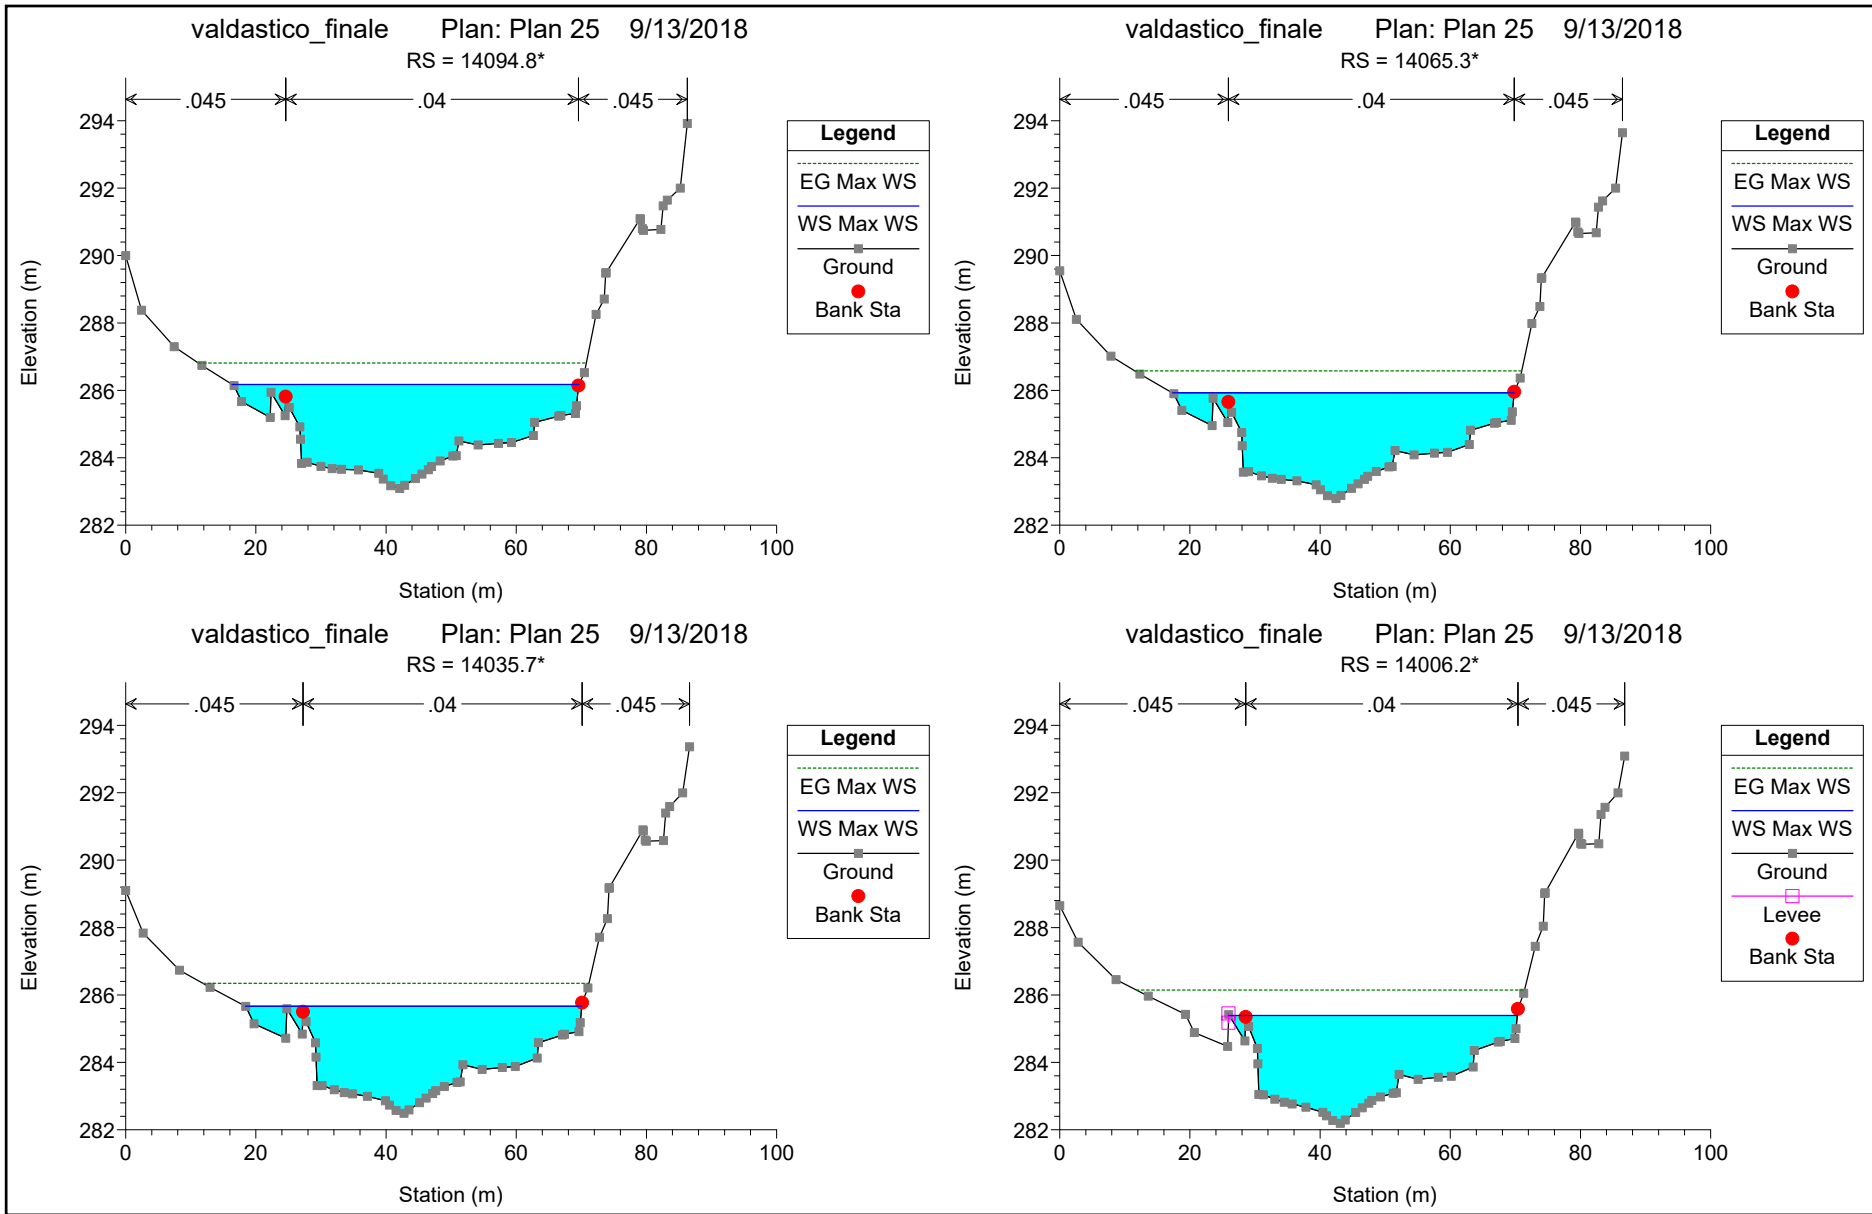 valdastico_finale Plan: Plan 25 9/13/2018
RS = 14094.8*
.045 .04 .045
294
292
290
288
286
284
282
0 20 40 60 80 100
Elevation (m)
Station (m)
Legend
EG Max WS
WS Max WS
Ground
Bank Sta
valdastico_finale Plan: Plan 25 9/13/2018
RS = 14065.3*
.045 .04 .045
294
292
290
288
286
284
282
0 20 40 60 80 100
Elevation (m)
Station (m)
Legend
EG Max WS
WS Max WS
Ground
Bank Sta
valdastico_finale Plan: Plan 25 9/13/2018
RS = 14035.7*
.045 .04 .045
294
292
290
288
286
284
282
0 20 40 60 80 100
Elevation (m)
Station (m)
Legend
EG Max WS
WS Max WS
Ground
Bank Sta
valdastico_finale Plan: Plan 25 9/13/2018
RS = 14006.2*
.045 .04 .045
294
292
290
288
286
284
282
0 20 40 60 80 100
Elevation (m)
Station (m)
Legend
EG Max WS
WS Max WS
Ground
Levee
Bank Sta